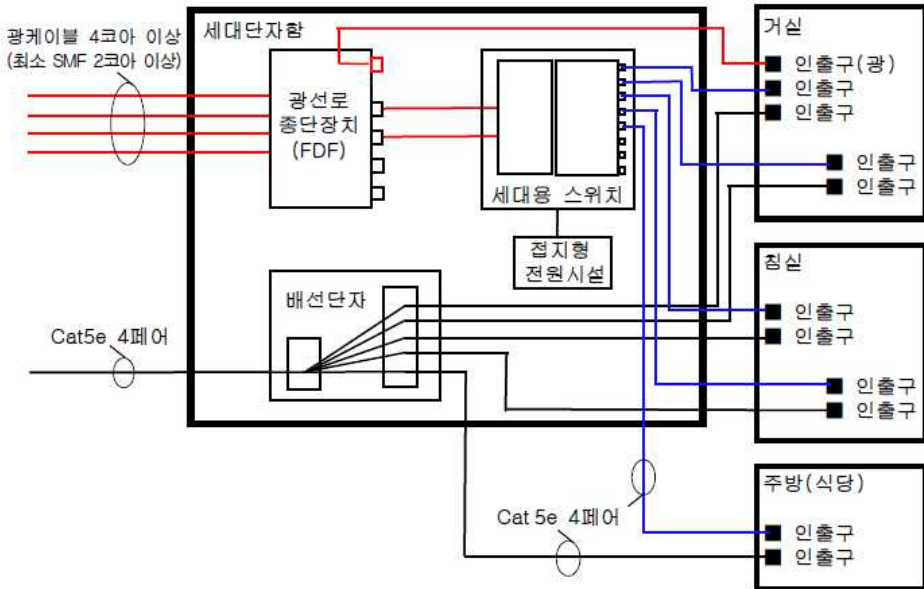 광케이블 4코아 이상
(최소 SMF 2코아 이상)
세대단자함
광선로
종단장치
(FDF)
세대용 스위치
접지형
전원시설
배선단자
Cat5e 4페어
Cat 5e 4페어
거실
인출구(광)
인출구
인출구
인출구
인출구
침실
인출구
인출구
인출구
인출구
주방(식당)
인출구
인출구